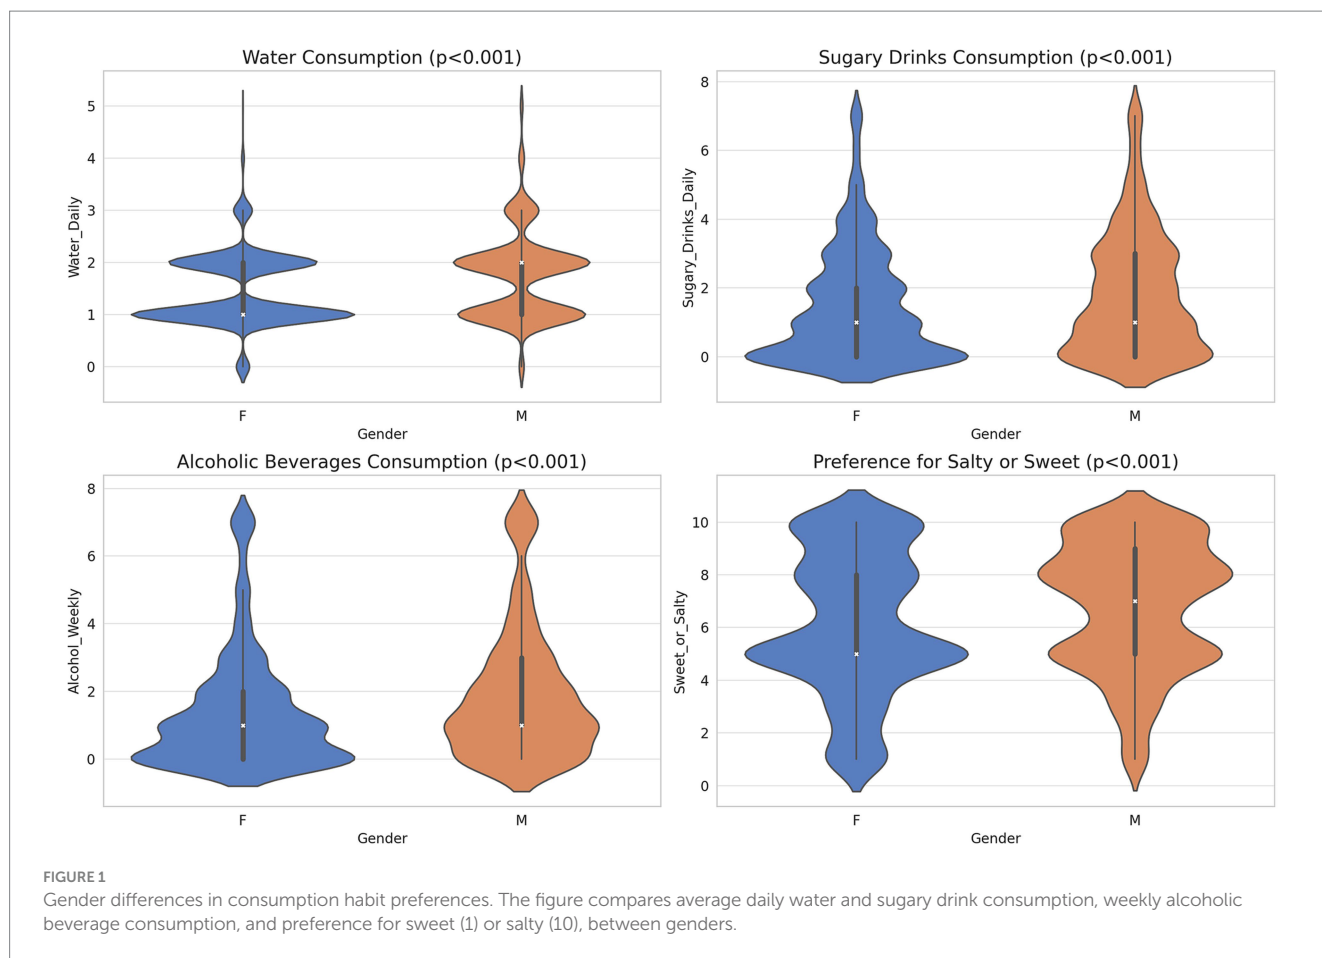 Water Consumption (p<0.001)
Water_Daily
5
4
3
2
1
0
F
M
Gender
Sugary Drinks Consumption (p<0.001)
Sugary_Drinks_Daily
8
6
4
2
0
F
M
Gender
Alcoholic Beverages Consumption (p<0.001)
Alcohol_Weekly
8
6
4
2
0
F
M
Gender
Preference for Salty or Sweet (p<0.001)
Sweet_or_Salty
10
8
6
4
2
0
F
M
Gender
FIGURE 1
Gender differences in consumption habit preferences. The figure compares average daily water and sugary drink consumption, weekly alcoholic
beverage consumption, and preference for sweet (1) or salty (10), between genders.